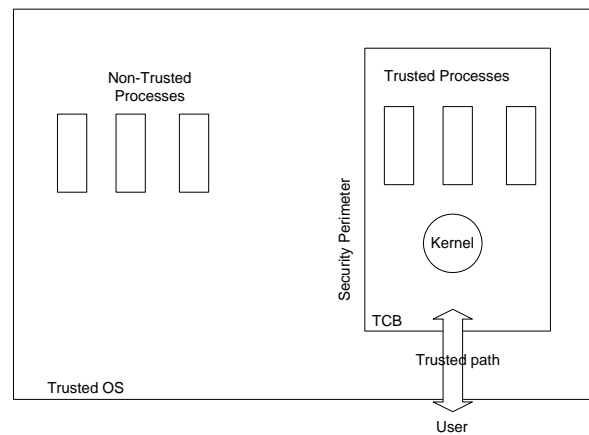 Non-Trusted
Processes
Trusted Processes
Security Perimeter
Kernel
TCB
Trusted path
Trusted OS
User